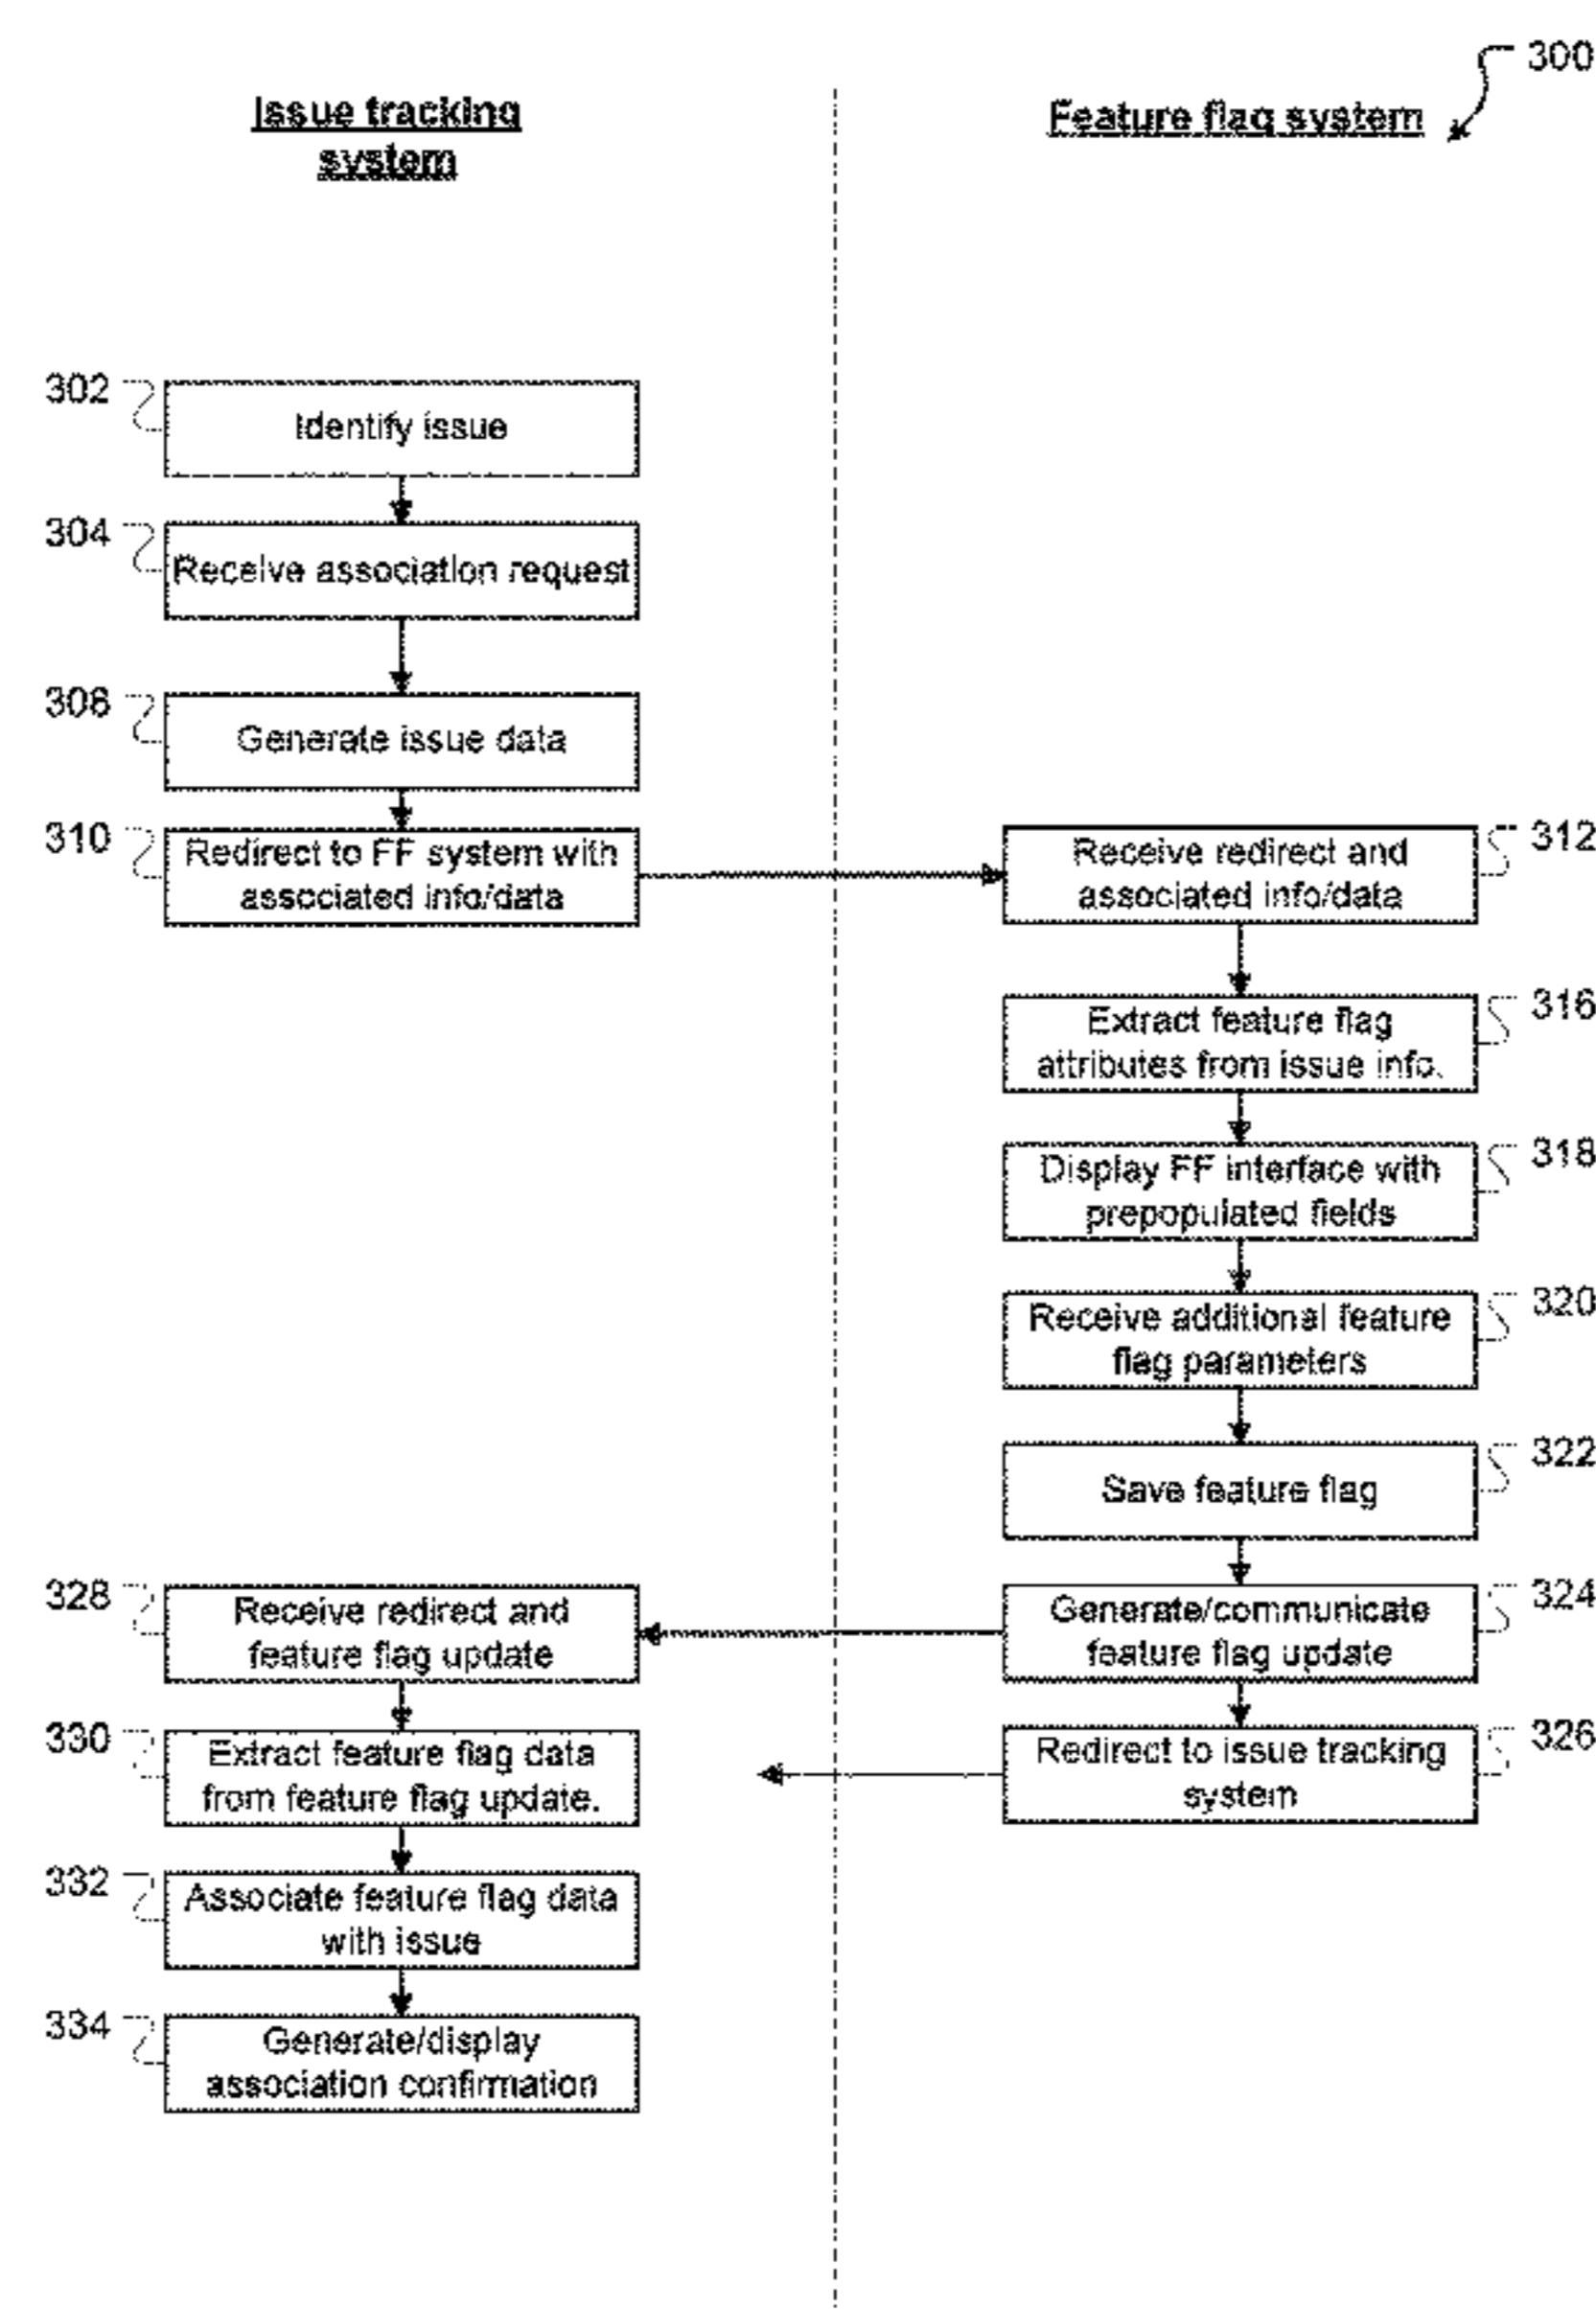 300
Issue tracking
system
Feature flag system
302
Identify issue
304
Receive association request
308
Generate issue data
310
Redirect to FF system with
associated info/data
312
Receive redirect and
associated info/data
316
Extract feature flag
attributes from issue info.
318
Display FF interface with
prepopulated fields
320
Receive additional feature
flag parameters
322
Save feature flag
324
Generate/communicate
feature flag update
326
Redirect to issue tracking
system
328
Receive redirect and
feature flag update
330
Extract feature flag data
from feature flag update.
332
Associate feature flag data
with issue
334
Generate/display
association confirmation